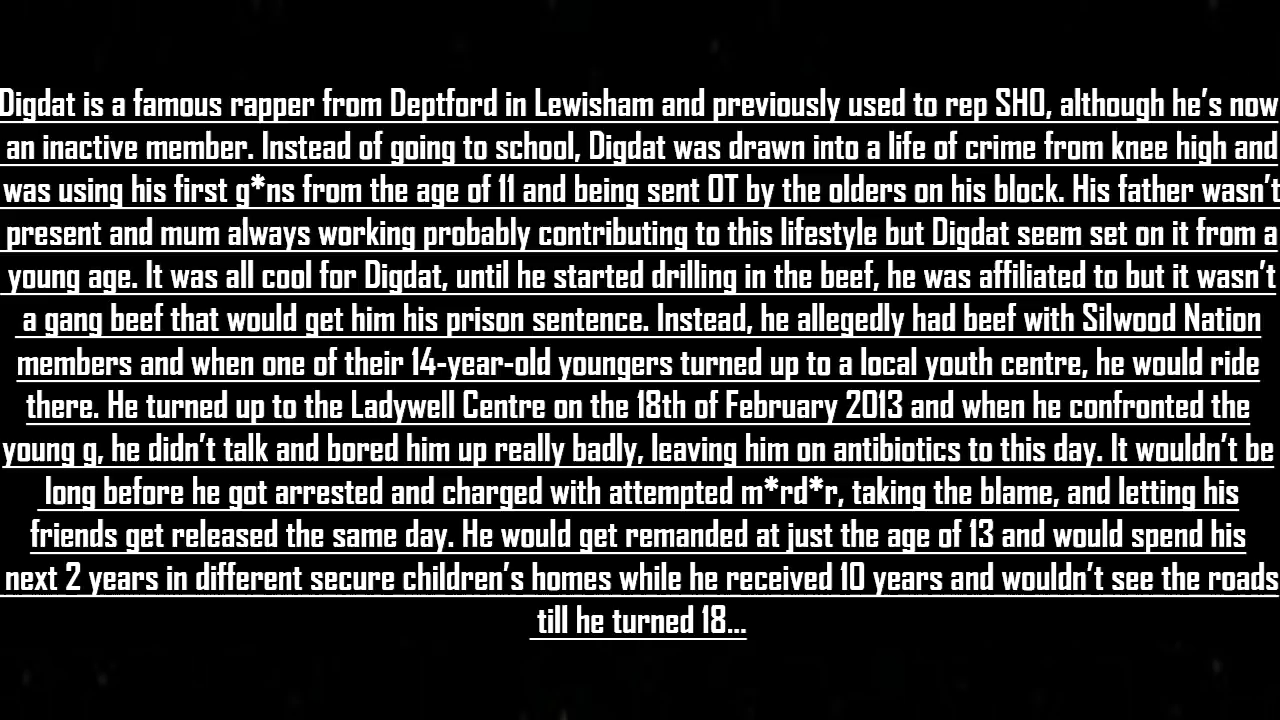 Digdat is a famous rapper from Deptford in Lewisham and previously used to rep SHO, although he's now
an inactive member. Instead of going to school, Digdat was drawn into a life of crime from knee high and
was using his first g*ns from the age of 11 and being sent OT by the olders on his block. His father wasn't
present and mum always working probably contributing to this lifestyle but Digdat seem set on it from a
young age. It was all cool for Digdat, until he started drilling in the beef, he was affiliated to but it wasn't
a gang beef that would get him his prison sentence. Instead, he allegedly had beef with Silwood Nation
members and when one of their 14-year-old youngers turned up to a local youth centre, he would ride
there. He turned up to the Ladywell Centre on the 18th of February 2013 and when he confronted the
young g, he didn't talk and bored him up really badly, leaving him on antibiotics to this day. It wouldn't be
long before he got arrested and charged with attempted m*rd*r, taking the blame, and letting his
friends get released the same day. He would get remanded at just the age of 13 and would spend his
next 2 years in different secure children's homes while he received 10 years and wouldn't see the roads
till he turned 18...